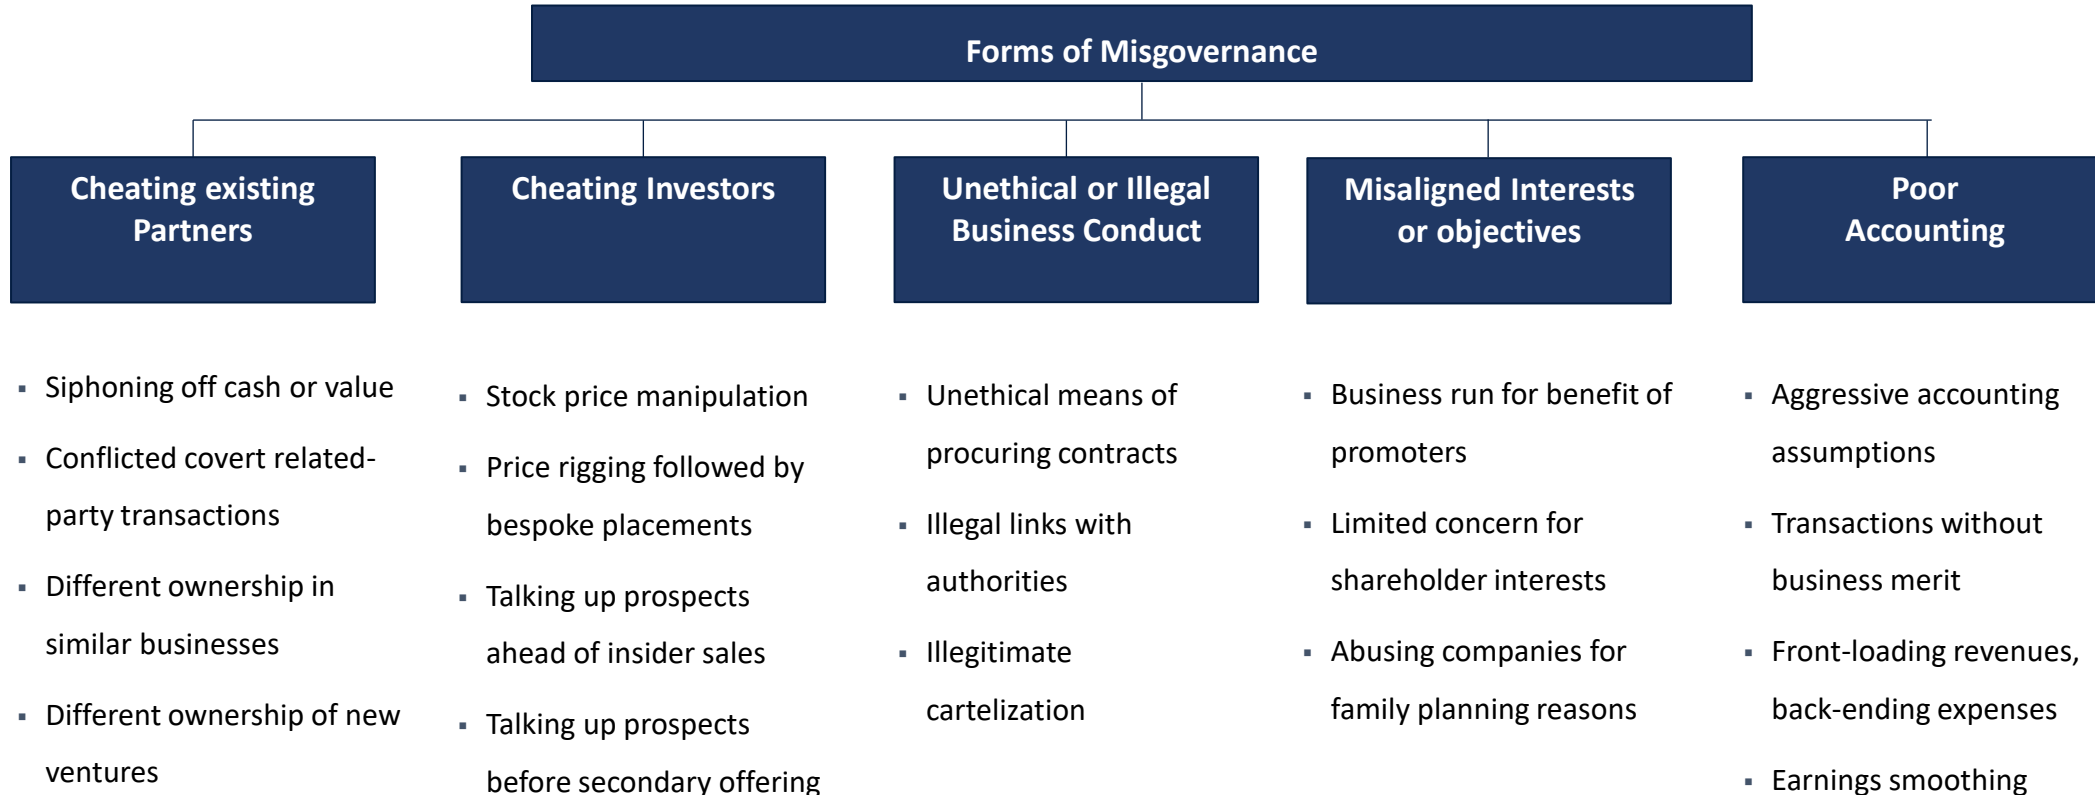 Forms of Misgovernance
Cheating existing
Partners
Cheating Investors
Unethical or Illegal
Business Conduct
Misaligned Interests
or objectives
Poor
Accounting
▪ Siphoning off cash or value
▪ Conflicted covert related-
party transactions
▪ Different ownership in
similar businesses
▪ Different ownership of new
ventures
▪ Stock price manipulation
▪ Price rigging followed by
bespoke placements
▪ Talking up prospects
ahead of insider sales
▪ Talking up prospects
before secondary offering
▪ Unethical means of
procuring contracts
▪ Illegal links with
authorities
▪ Illegitimate
cartelization
▪ Business run for benefit of
promoters
▪ Limited concern for
shareholder interests
▪ Abusing companies for
family planning reasons
▪ Aggressive accounting
assumptions
▪ Transactions without
business merit
▪ Front-loading revenues,
back-ending expenses
▪ Earnings smoothing